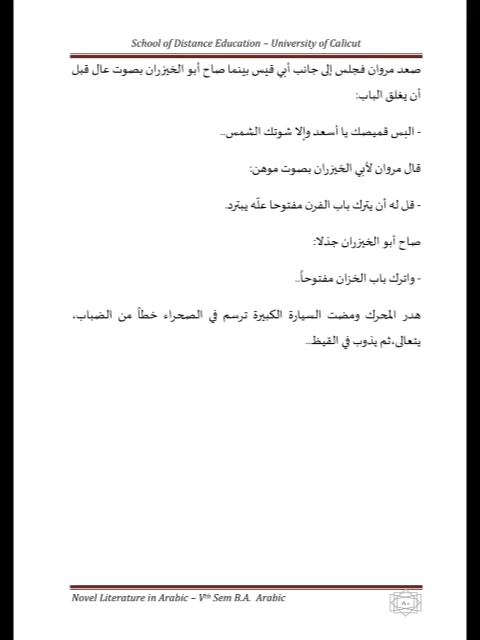 School of Distance Education – University of Calicut
صعد مروان فجلس إلى جانب أبي قيس بينما صاح أبو الخيزران بصوت عال قبل
أن يغلق الباب:
- البس قميصك يا أسعد وإلا شوتك الشمس..
قال مروان لأبي الخيزران بصوت موهن:
- قل له أن يترك باب الفرن مفتوحا علّه يبترد.
صاح أبو الخيزران جذلا:
- واترك باب الخزان مفتوحاً..
هدر المحرك ومضت السيارة الكبيرة ترسم في الصحراء خطاً من الضباب،
يتعالى،ثم يذوب في القيظ..
Novel Literature in Arabic – Vth Sem B.A. Arabic